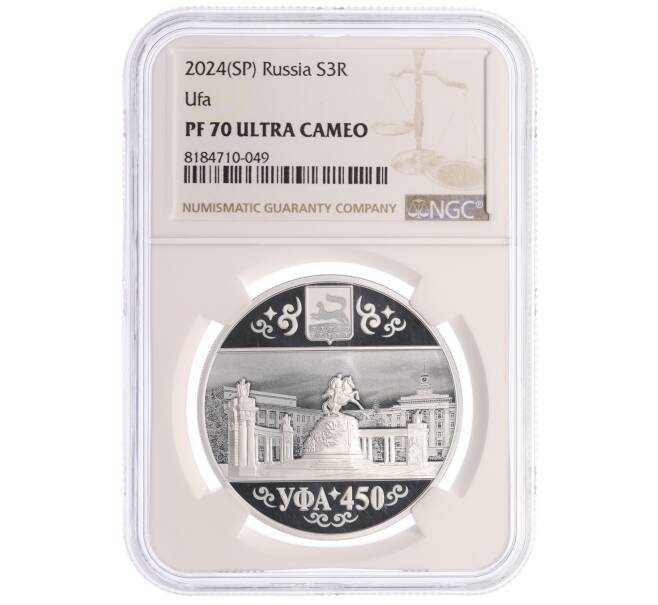 2024(SP) Russia S3R
Ufa
PF 70 ULTRA CAMEO
8184710-049
NUMISMATIC GUARANTY COMPANY
NGC®
УФА 450